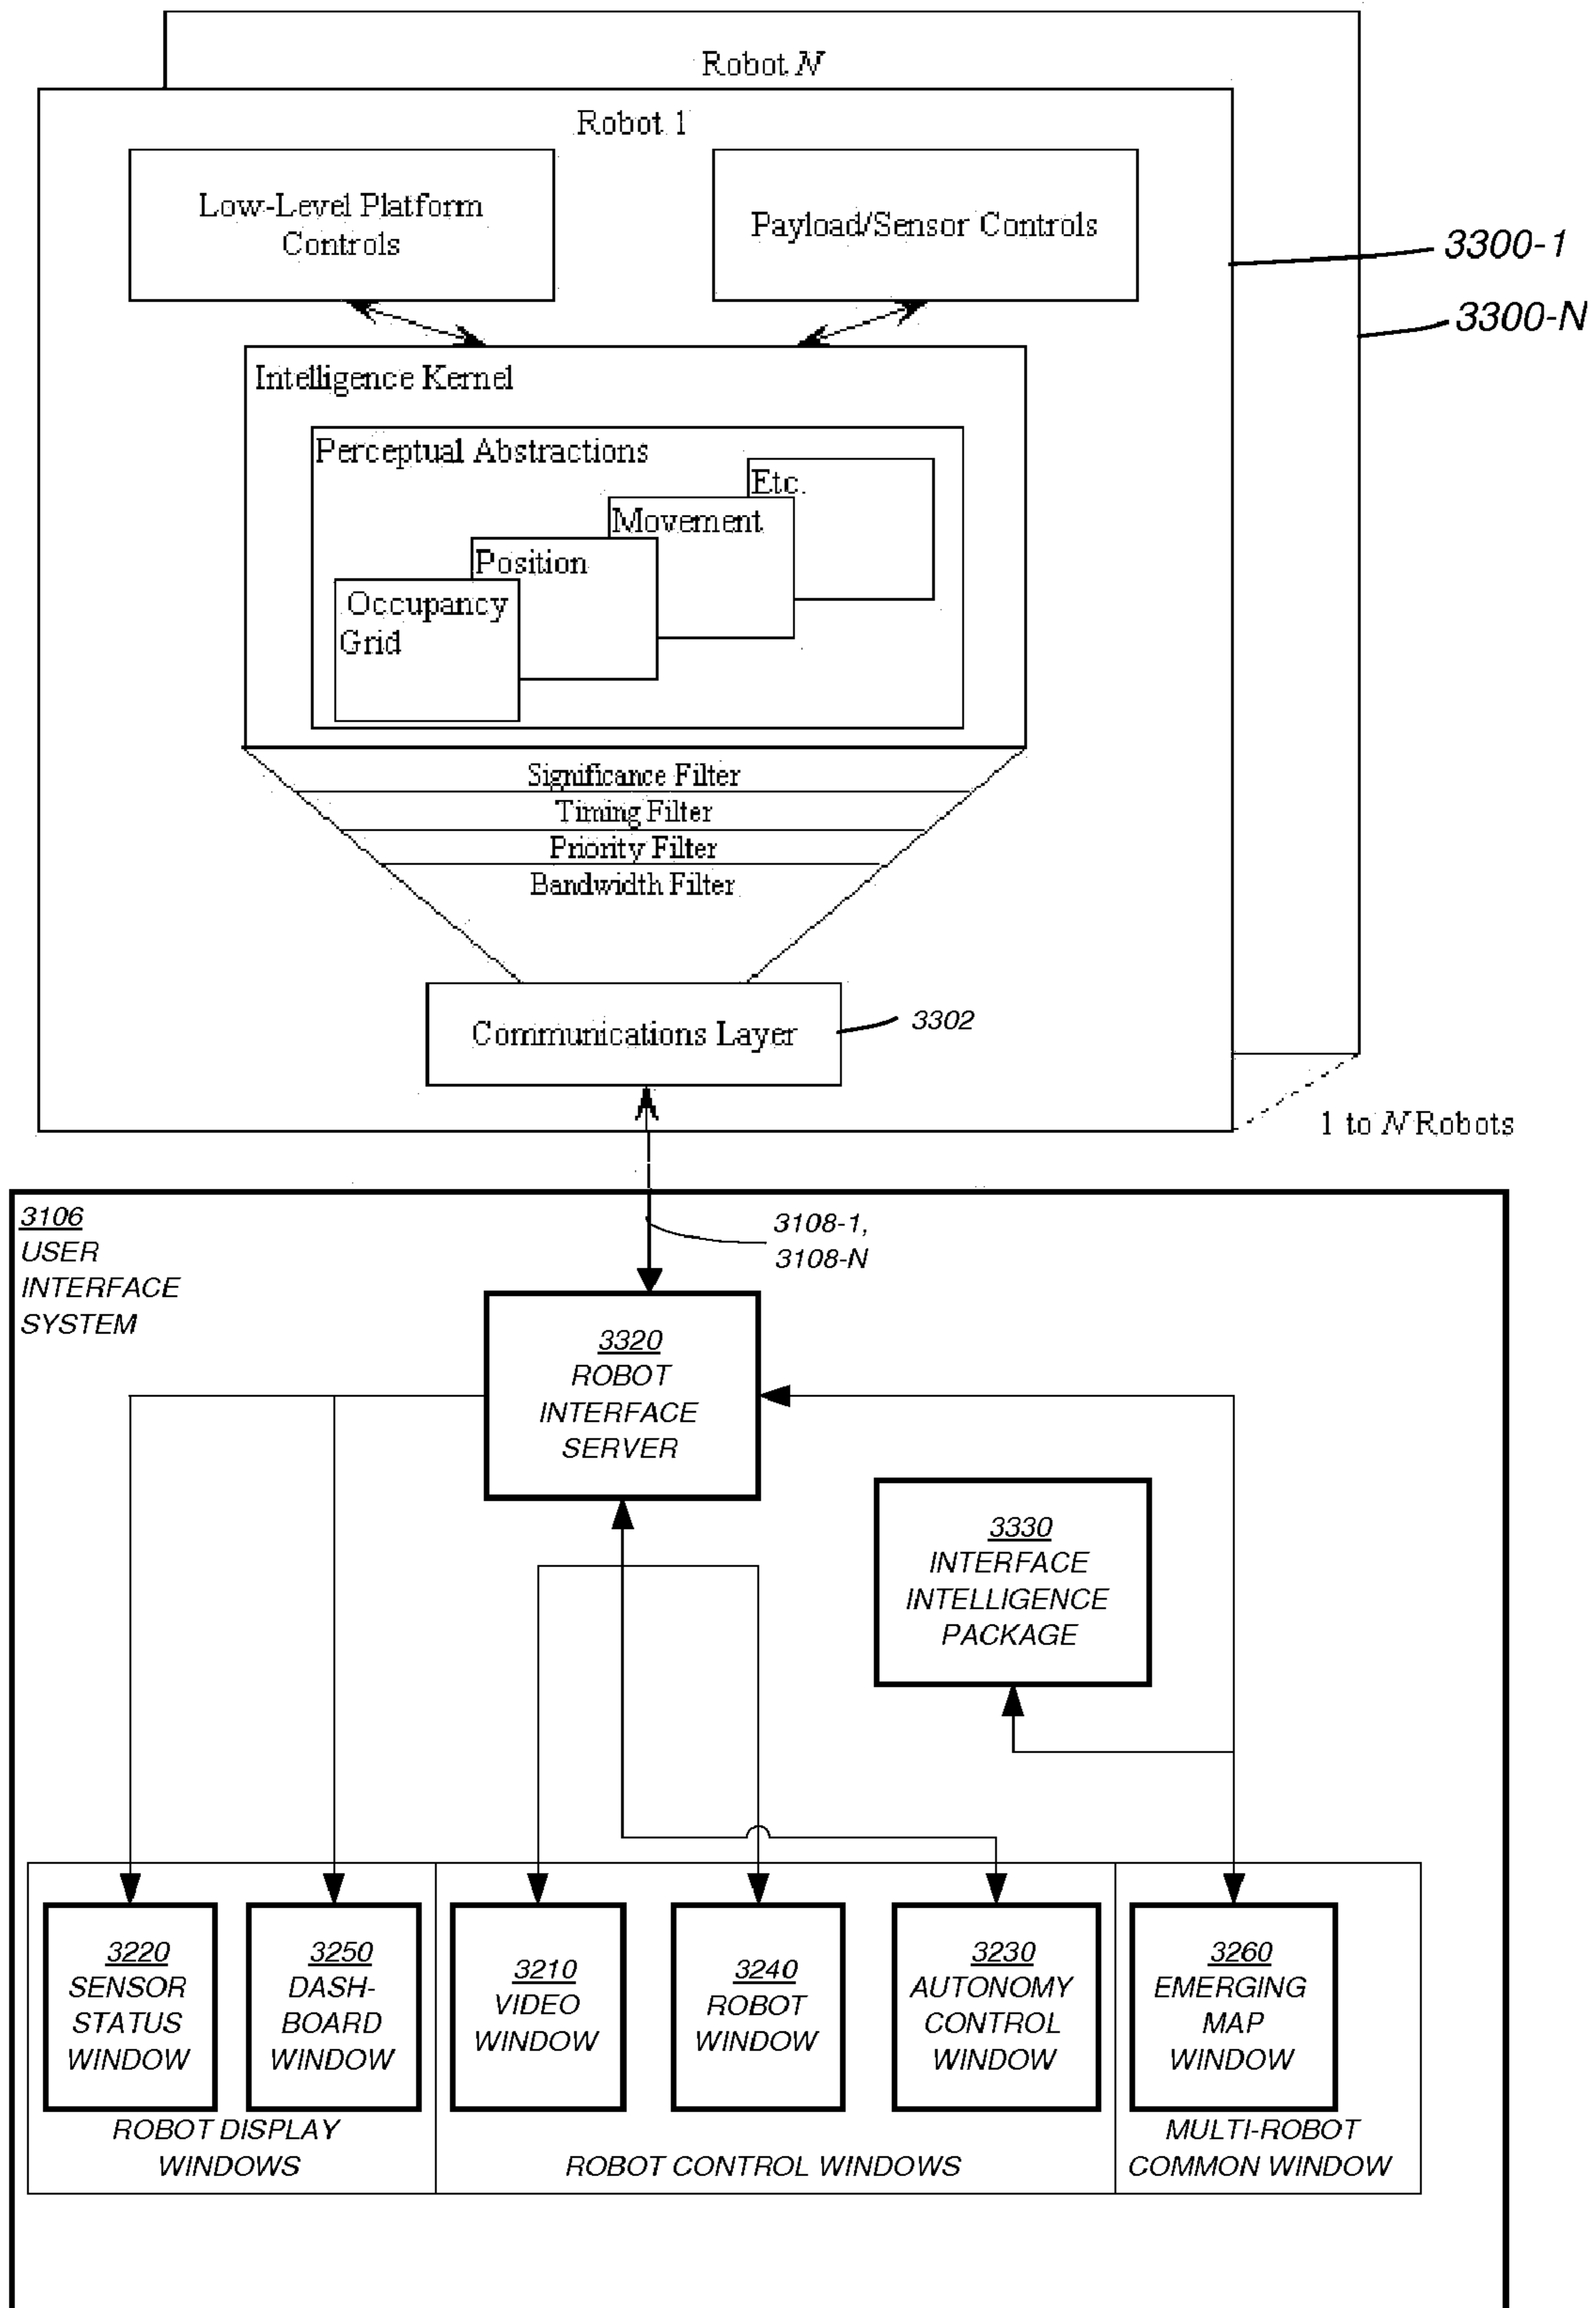 Robot N
Robot 1
Low-Level Platform
Controls
Payload/Sensor Controls
3300-1
3300-N
Intelligence Kernel
Perceptual Abstractions
Etc.
Movement
Position
Occupancy
Grid
Significance Filter
Timing Filter
Priority Filter
Bandwidth Filter
Communications Layer
3302
1 to N Robots
3106
USER
INTERFACE
SYSTEM
3108-1,
3108-N
3320
ROBOT
INTERFACE
SERVER
3330
INTERFACE
INTELLIGENCE
PACKAGE
3220
SENSOR
STATUS
WINDOW
3250
DASH-
BOARD
WINDOW
3210
VIDEO
WINDOW
3240
ROBOT
WINDOW
3230
AUTONOMY
CONTROL
WINDOW
3260
EMERGING
MAP
WINDOW
ROBOT DISPLAY
WINDOWS
ROBOT CONTROL WINDOWS
MULTI-ROBOT
COMMON WINDOW